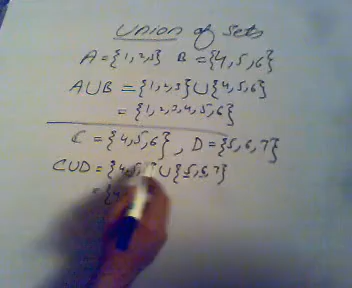 Union of Sets
A = {1,2,3} B = {4,5,6}
A∪B = {1,2,3}∪{4,5,6}
= {1,2,3,4,5,6}
C = {4,5,6}, D = {5,6,7}
C∪D = {4,5, }∪{5,6,7}
= {4